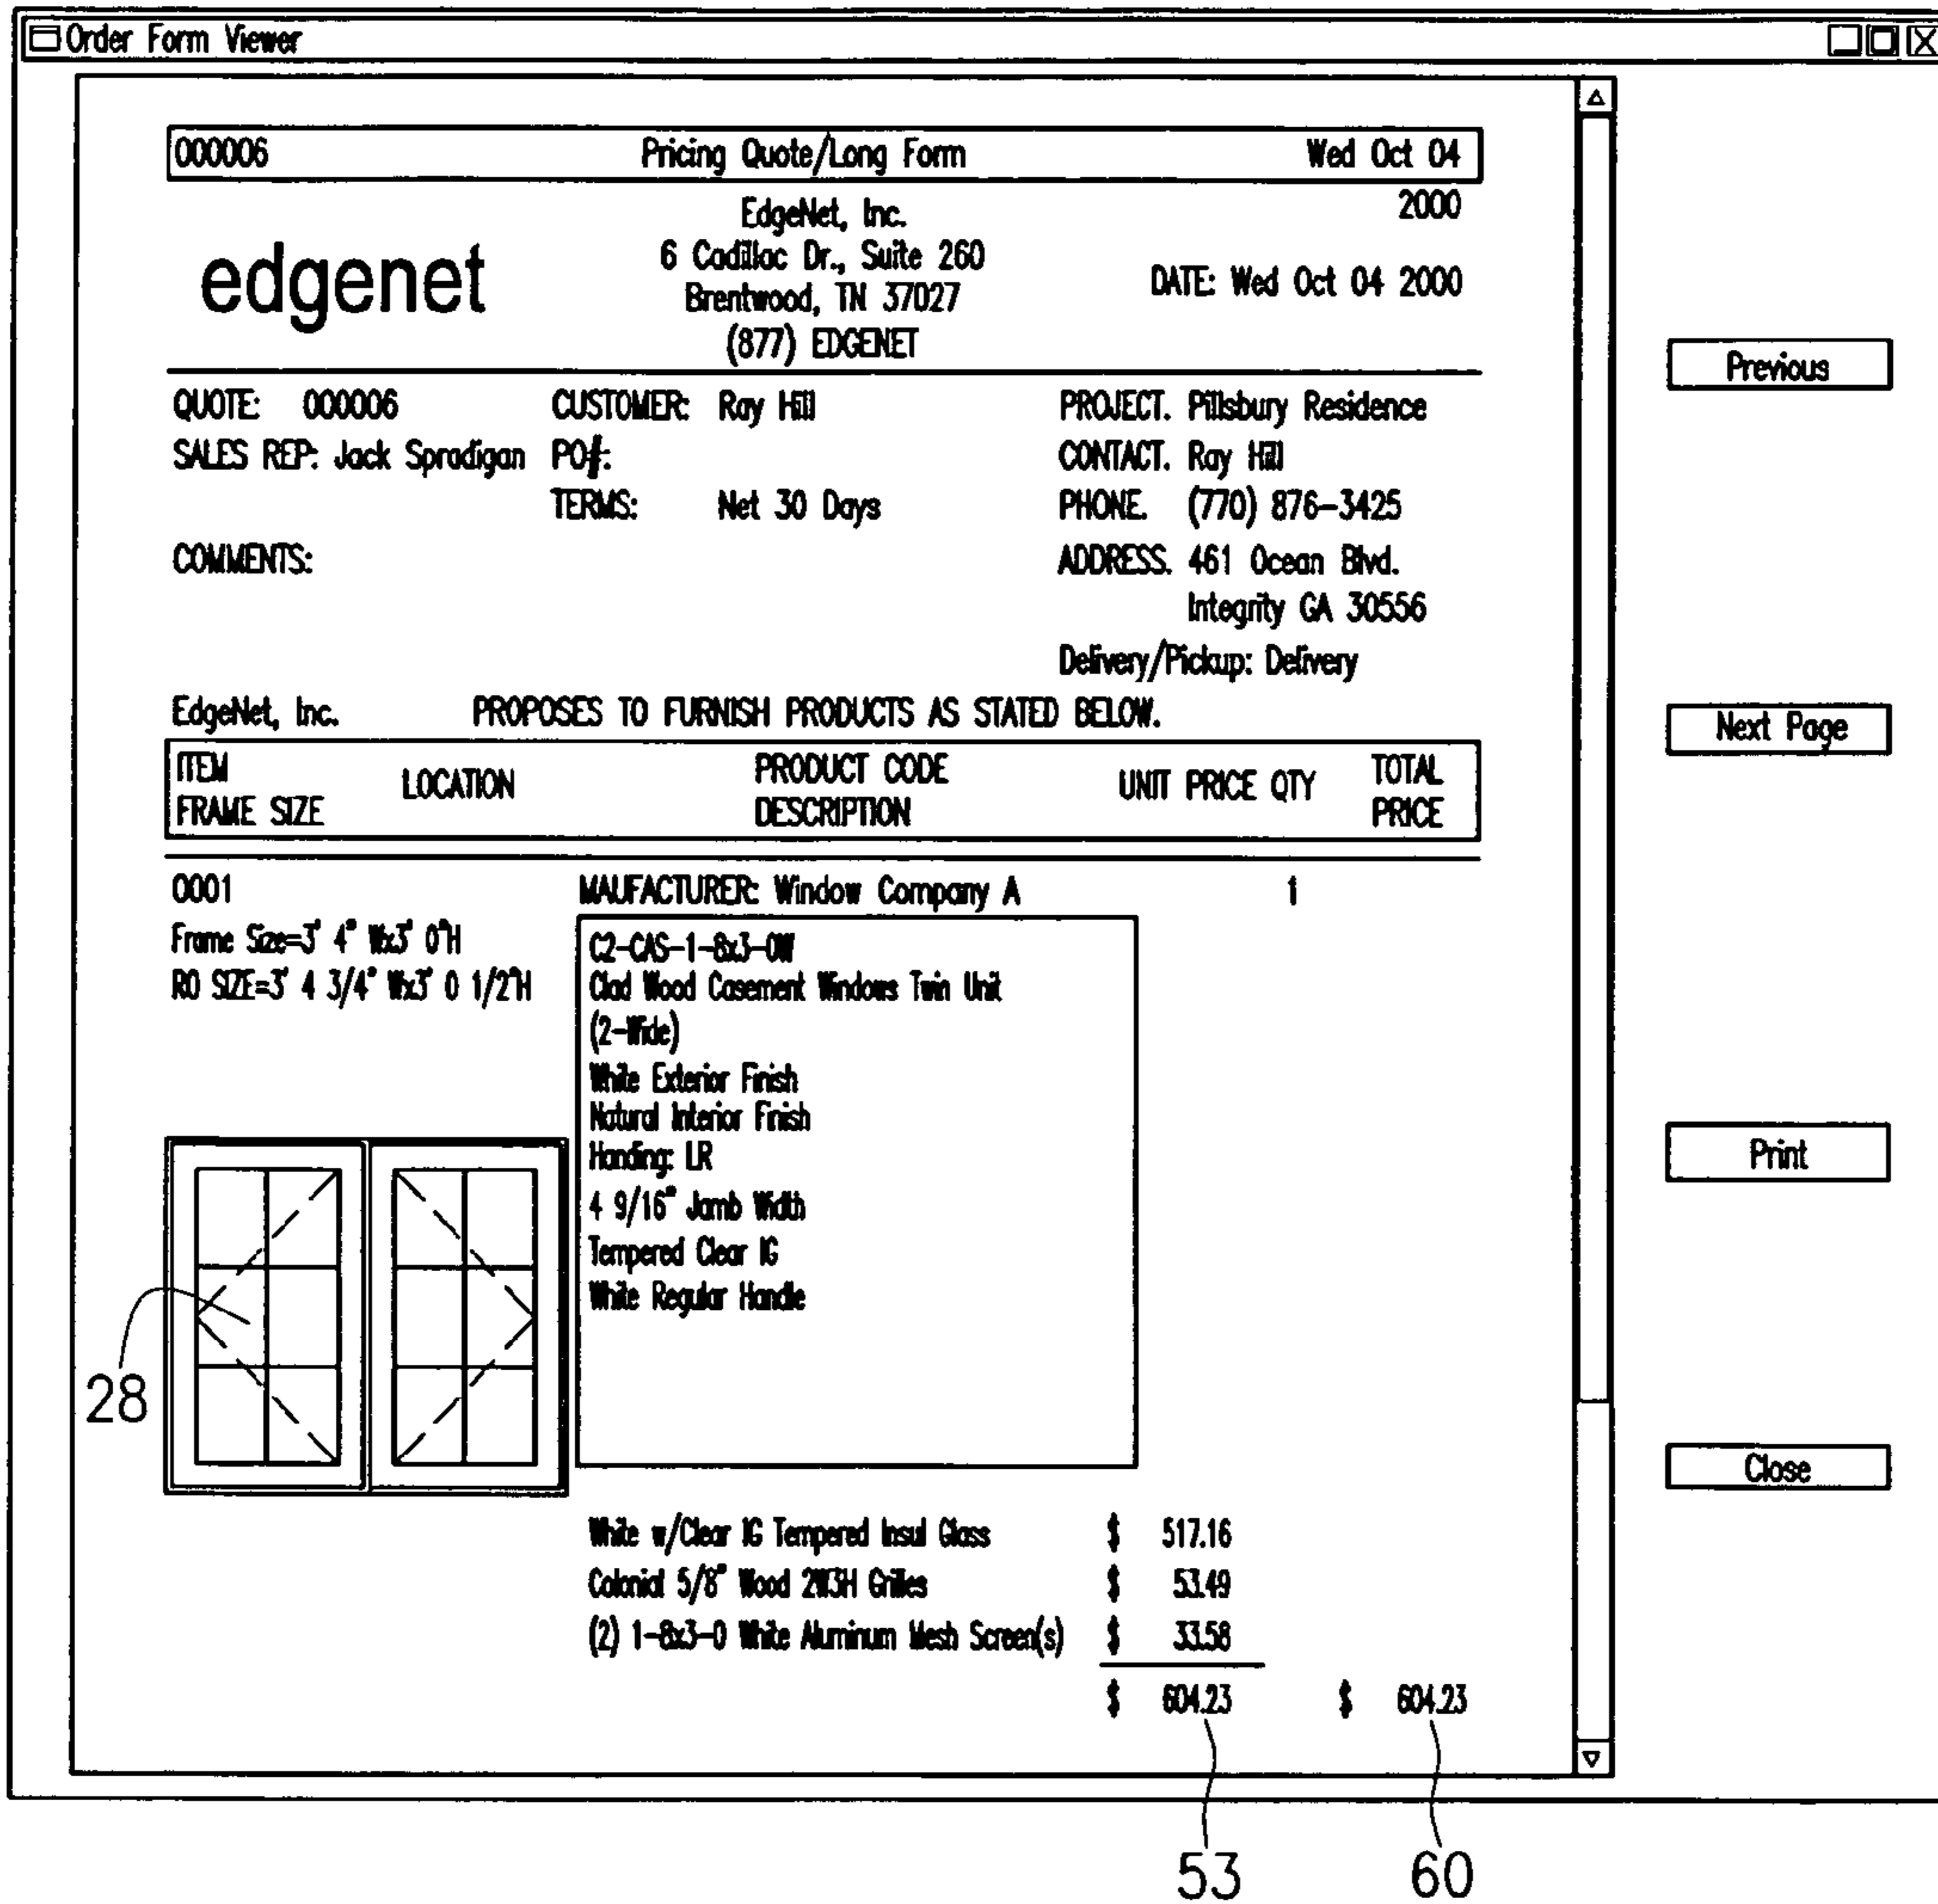 Order Form Viewer
000006 Pricing Quote/Long Form Wed Oct 04
2000
edgenet
EdgeNet, Inc.
6 Cadillac Dr., Suite 260
Brentwood, TN 37027
(877) EDGENET
DATE: Wed Oct 04 2000
QUOTE: 000006 CUSTOMER: Ray Hill PROJECT. Pillsbury Residence
SALES REP: Jack Spradigan PO#: CONTACT. Ray Hill
TERMS: Net 30 Days PHONE. (770) 876-3425
COMMENTS: ADDRESS. 461 Ocean Blvd.
Integrity GA 30556
Delivery/Pickup: Delivery
EdgeNet, Inc. PROPOSES TO FURNISH PRODUCTS AS STATED BELOW.
ITEM
FRAME SIZE
LOCATION
PRODUCT CODE
DESCRIPTION
UNIT PRICE QTY
TOTAL
PRICE
0001 MAUFACTURER: Window Company A 1
Frame Size=3' 4" Wx3' 0"H
RO SIZE=3' 4 3/4" Wx3' 0 1/2"H
C2-CAS-1-8x3-0W
Clad Wood Casement Windows Twin Unit
(2-Wide)
White Exterior Finish
Natural Interior Finish
Handing: LR
4 9/16" Jamb Width
Tempered Clear IG
White Regular Handle
28
White w/Clear IG Tempered Insul Glass $ 517.16
Colonial 5/8" Wood 2W3H Grilles $ 53.49
(2) 1-8x3-0 White Aluminum Mesh Screen(s) $ 33.58
$ 604.23 $ 604.23
53 60
Previous
Next Page
Print
Close